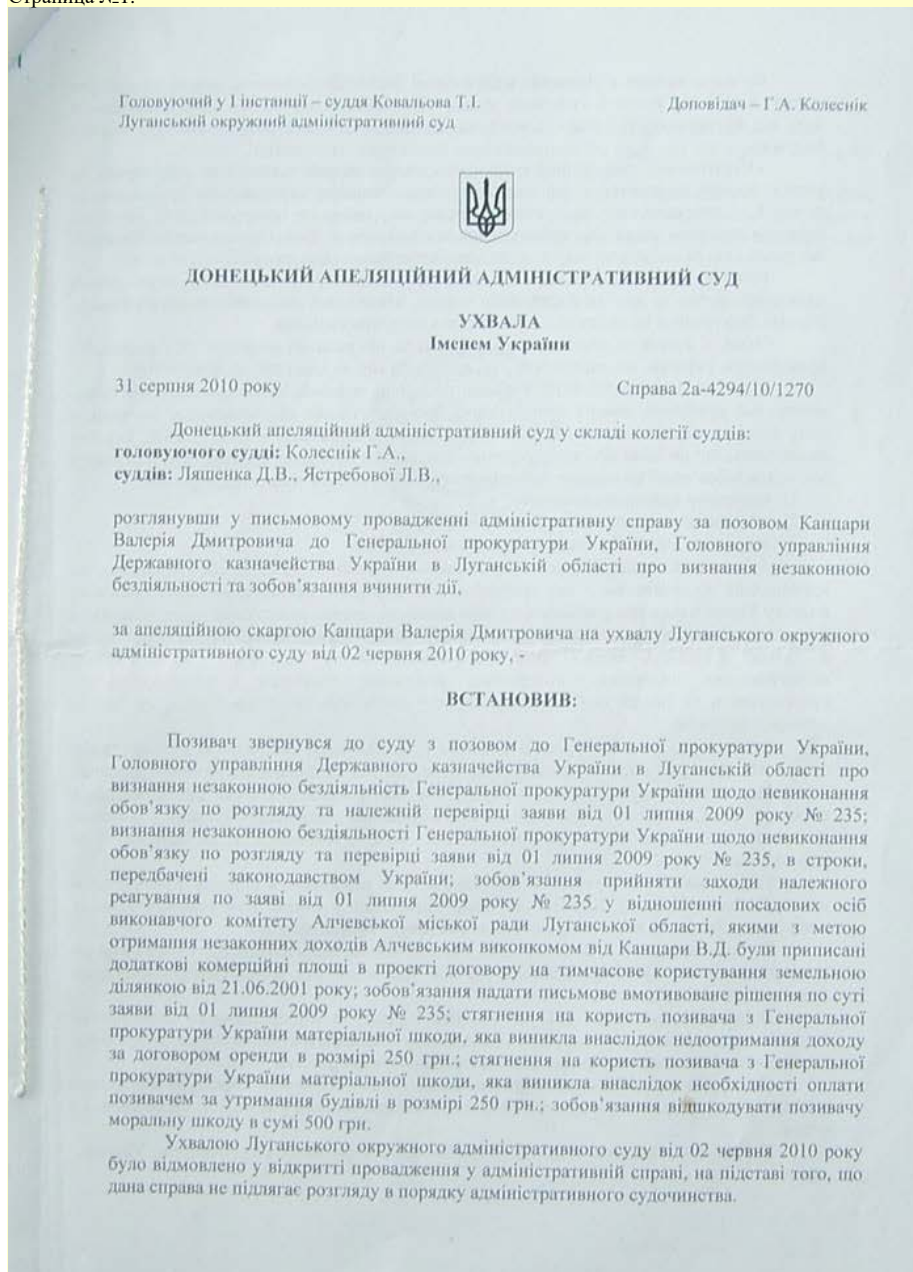 Страница №1.
Головуючий у І інстанції – суддя Ковальова Т.І. Доповідач – Г.А. Колеснік
Луганський окружний адміністративний суд
ДОНЕЦЬКИЙ АПЕЛЯЦІЙНИЙ АДМІНІСТРАТИВНИЙ СУД
УХВАЛА
Іменем України
31 серпня 2010 року Справа 2а-4294/10/1270
Донецький апеляційний адміністративний суд у складі колегії суддів:
головуючого судді: Колеснік Г.А.,
суддів: Ляшенка Д.В., Ястребової Л.В.,
розглянувши у письмовому провадженні адміністративну справу за позовом Канцари
Валерія Дмитровича до Генеральної прокуратури України, Головного управління
Державного казначейства України в Луганській області про визнання незаконною
бездіяльності та зобов’язання вчинити дії,
за апеляційною скаргою Канцари Валерія Дмитровича на ухвалу Луганського окружного
адміністративного суду від 02 червня 2010 року, -
ВСТАНОВИВ:
Позивач звернувся до суду з позовом до Генеральної прокуратури України,
Головного управління Державного казначейства України в Луганській області про
визнання незаконною бездіяльність Генеральної прокуратури України щодо невиконання
обов’язку по розгляду та належній перевірці заяви від 01 липня 2009 року № 235;
визнання незаконною бездіяльності Генеральної прокуратури України щодо невиконання
обов’язку по розгляду та перевірці заяви від 01 липня 2009 року № 235, в строки,
передбачені законодавством України; зобов’язання прийняти заходи належного
реагування по заяві від 01 липня 2009 року № 235 у відношенні посадових осіб
виконавчого комітету Алчевської міської ради Луганської області, якими з метою
отримання незаконних доходів Алчевським виконкомом від Канцари В.Д. були приписані
додаткові комерційні площі в проекті договору на тимчасове користування земельною
ділянкою від 21.06.2001 року; зобов’язання надати письмове вмотивоване рішення по суті
заяви від 01 липня 2009 року № 235; стягнення на користь позивача з Генеральної
прокуратури України матеріальної шкоди, яка виникла внаслідок недоотримання доходу
за договором оренди в розмірі 250 грн.; стягнення на користь позивача з Генеральної
прокуратури України матеріальної шкоди, яка виникла внаслідок необхідності оплати
позивачем за утримання будівлі в розмірі 250 грн.; зобов’язання відшкодувати позивачу
моральну шкоду в сумі 500 грн.
Ухвалою Луганського окружного адміністративного суду від 02 червня 2010 року
було відмовлено у відкритті провадження у адміністративній справі, на підставі того, що
дана справа не підлягає розгляду в порядку адміністративного судочинства.